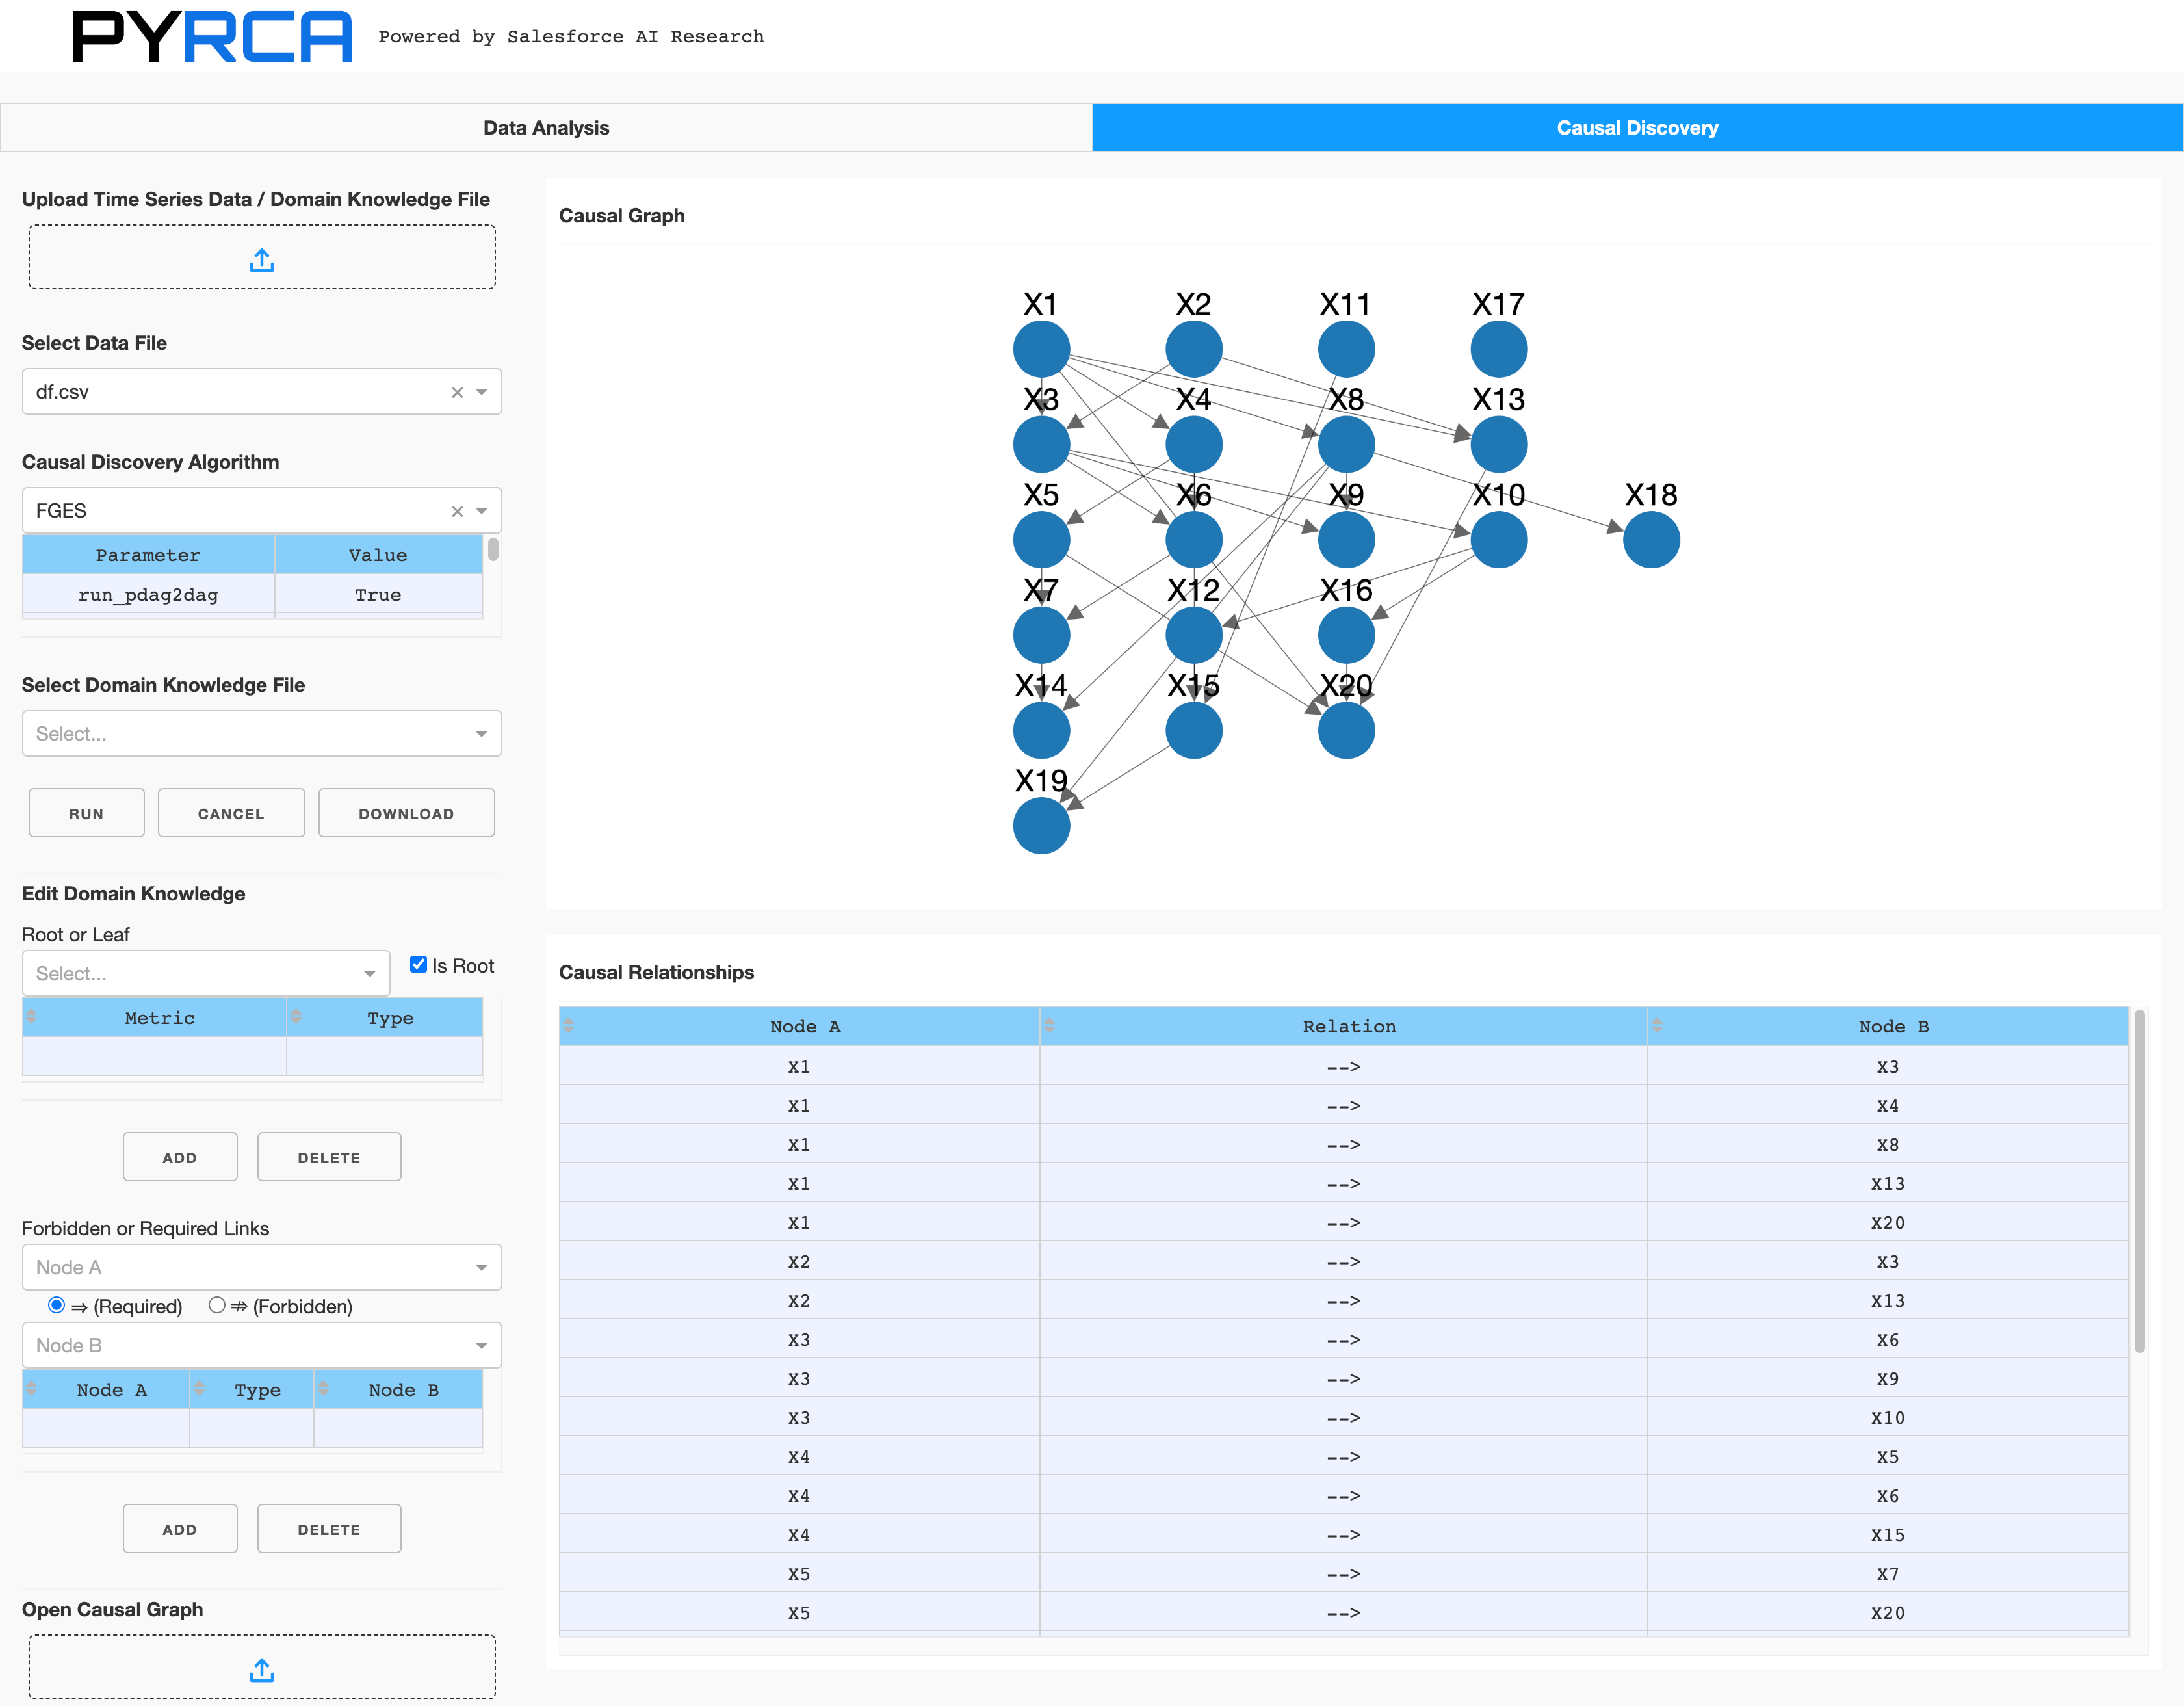 PYRCA Powered by Salesforce AI Research
Data Analysis Causal Discovery
Upload Time Series Data / Domain Knowledge File
Select Data File
df.csv
Causal Discovery Algorithm
FGES
Parameter Value
run_pdag2dag True
Select Domain Knowledge File
Select...
RUN CANCEL DOWNLOAD
Edit Domain Knowledge
Root or Leaf
Select... Is Root
Metric Type
ADD DELETE
Forbidden or Required Links
Node A
⇒ (Required) ⇏ (Forbidden)
Node B
Node A Type Node B
ADD DELETE
Open Causal Graph
Causal Graph
X1 X2 X11 X17
X3 X4 X8 X13
X5 X6 X9 X10 X18
X7 X12 X16
X14 X15 X20
X19
Causal Relationships
Node A Relation Node B
X1 --> X3
X1 --> X4
X1 --> X8
X1 --> X13
X1 --> X20
X2 --> X3
X2 --> X13
X3 --> X6
X3 --> X9
X3 --> X10
X4 --> X5
X4 --> X6
X4 --> X15
X5 --> X7
X5 --> X20